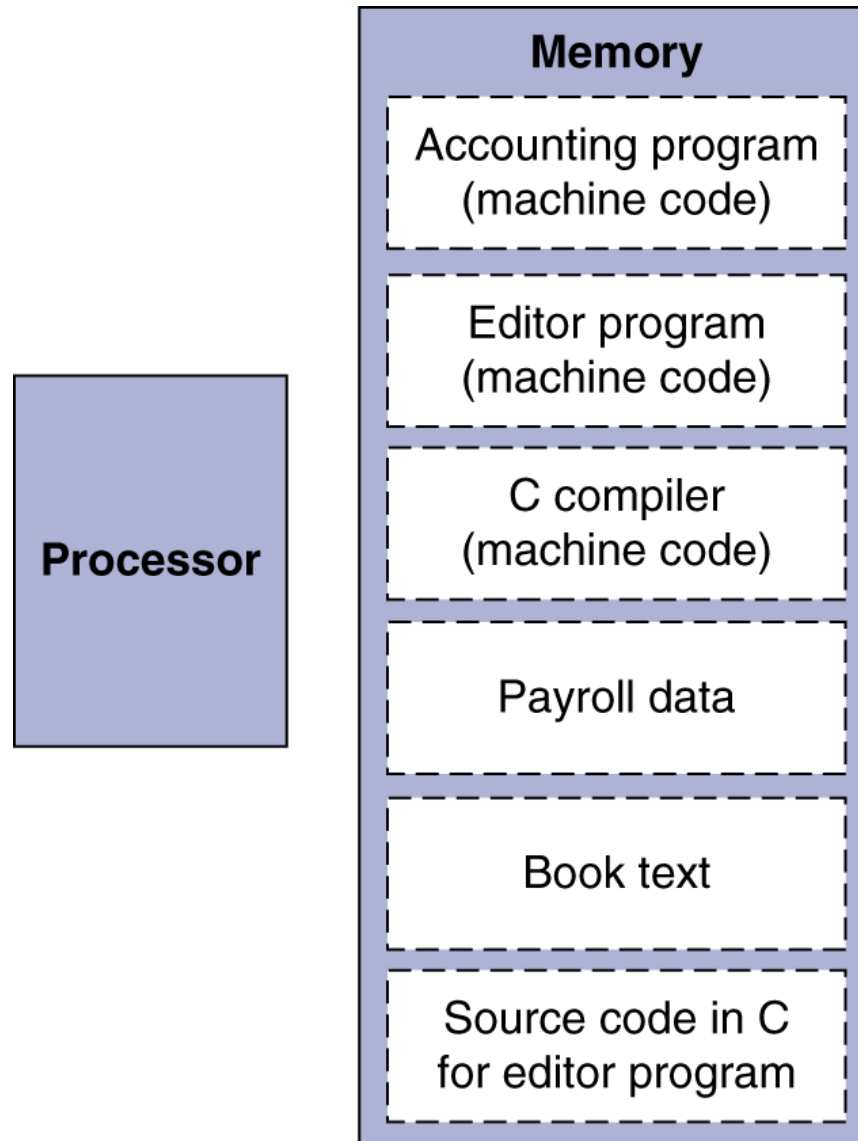 Memory
Accounting program
(machine code)
Editor program
(machine code)
C compiler
(machine code)
Processor
Payroll data
Book text
Source code in C
for editor program